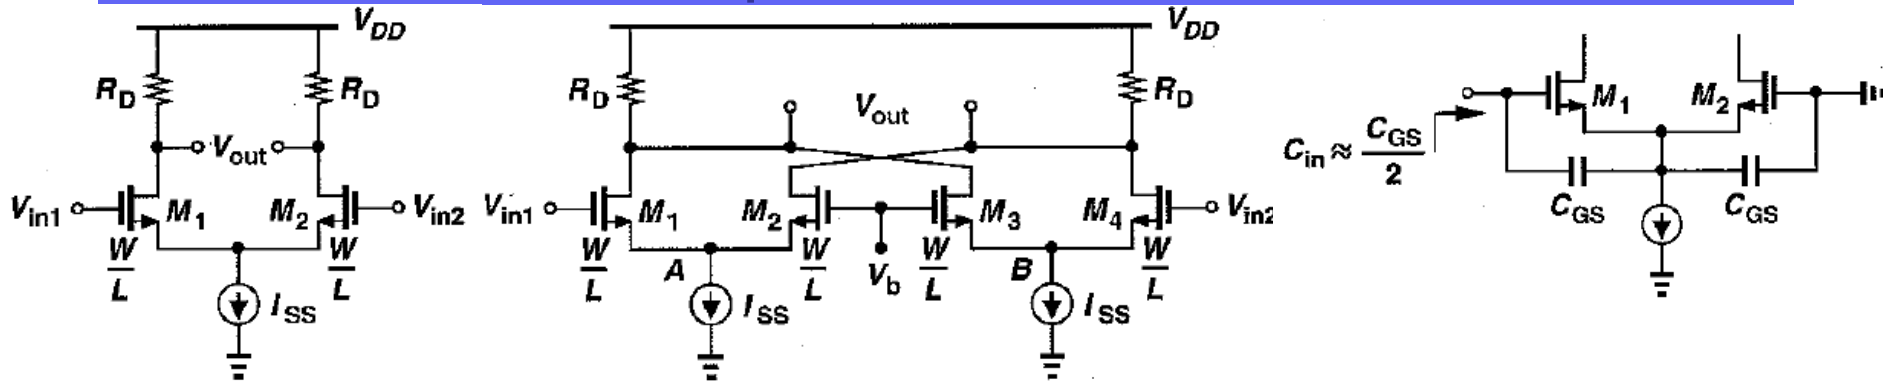 V_DD
R_D
R_D
V_out
V_in1
M_1
M_2
V_in2
W/L
W/L
I_SS
V_DD
R_D
V_out
R_D
V_in1
M_1
M_2
M_3
M_4
V_in2
W/L
A
W/L
V_b
W/L
B
W/L
I_SS
I_SS
M_1
M_2
C_in ≈ C_GS/2
C_GS
C_GS